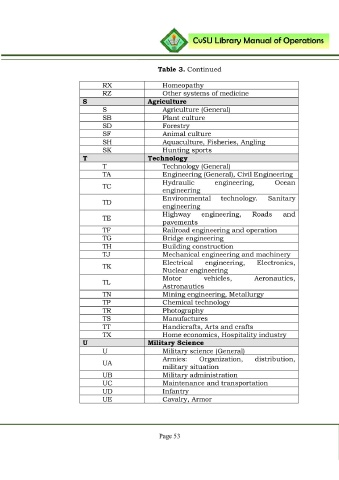 CvSU Library Manual of Operations
Table 3. Continued
RX Homeopathy
RZ Other systems of medicine
S Agriculture
S Agriculture (General)
SB Plant culture
SD Forestry
SF Animal culture
SH Aquaculture, Fisheries, Angling
SK Hunting sports
T Technology
T Technology (General)
TA Engineering (General), Civil Engineering
TC Hydraulic engineering, Ocean
engineering
TD Environmental technology. Sanitary
engineering
TE Highway engineering, Roads and
pavements
TF Railroad engineering and operation
TG Bridge engineering
TH Building construction
TJ Mechanical engineering and machinery
TK Electrical engineering, Electronics,
Nuclear engineering
TL Motor vehicles, Aeronautics,
Astronautics
TN Mining engineering, Metallurgy
TP Chemical technology
TR Photography
TS Manufactures
TT Handicrafts, Arts and crafts
TX Home economics, Hospitality industry
U Military Science
U Military science (General)
UA Armies: Organization, distribution,
military situation
UB Military administration
UC Maintenance and transportation
UD Infantry
UE Cavalry, Armor
Page 53